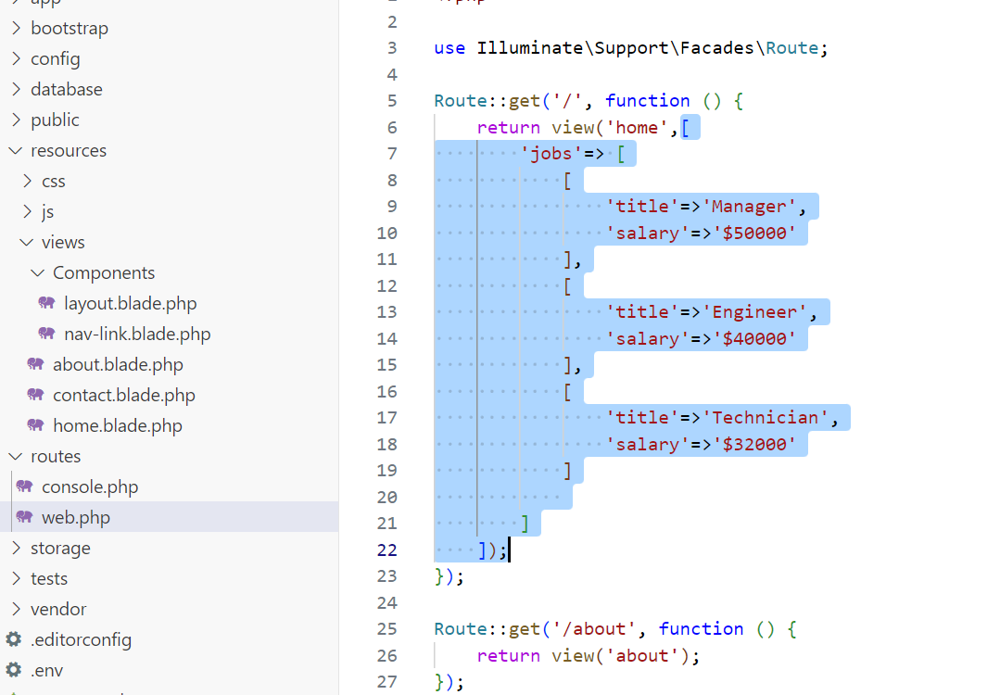 app
bootstrap
config
database
public
resources
css
js
views
Components
layout.blade.php
nav-link.blade.php
about.blade.php
contact.blade.php
home.blade.php
routes
console.php
web.php
storage
tests
vendor
.editorconfig
.env
2
3 use Illuminate\Support\Facades\Route;
4
5 Route::get('/', function () {
6     return view('home',[
7         'jobs'=> [
8             [
9                 'title'=>'Manager',
10                 'salary'=>'$50000'
11             ],
12             [
13                 'title'=>'Engineer',
14                 'salary'=>'$40000'
15             ],
16             [
17                 'title'=>'Technician',
18                 'salary'=>'$32000'
19             ]
20
21         ]
22     ]);
23 });
24
25 Route::get('/about', function () {
26     return view('about');
27 });